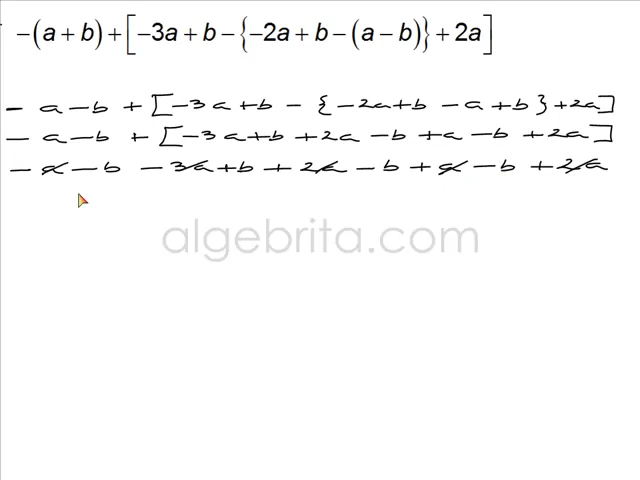 −(a + b) + [−3a + b − {−2a + b − (a − b)} + 2a]
− a − b + [−3a + b − {−2a + b − a + b} + 2a]
− a − b + [−3a + b + 2a − b + a − b + 2a]
− a − b − 3a + b + 2a − b + a − b + 2a
algebrita.com